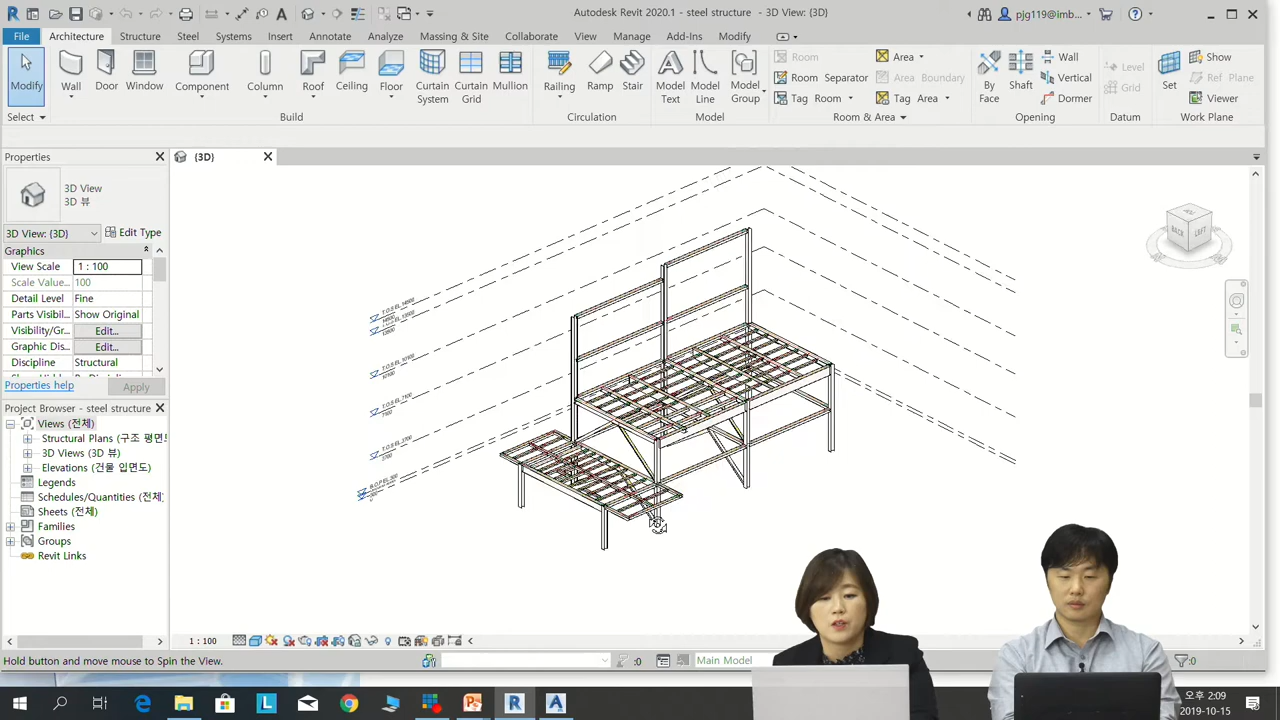 Autodesk Revit 2020.1 - steel structure - 3D View: {3D}
pjg119@imb...
File
Architecture
Structure
Steel
Systems
Insert
Annotate
Analyze
Massing & Site
Collaborate
View
Manage
Add-Ins
Modify
Modify
Wall
Door
Window
Component
Column
Roof
Ceiling
Floor
Curtain System
Curtain Grid
Mullion
Railing
Ramp
Stair
Model Text
Model Line
Model Group
Room
Room Separator
Tag Room
Area
Area Boundary
Tag Area
By Face
Shaft
Wall
Vertical
Dormer
Level
Grid
Set
Show
Ref Plane
Viewer
Select
Build
Circulation
Model
Room & Area
Opening
Datum
Work Plane
Properties
{3D}
3D View
3D 뷰
3D View: {3D}
Edit Type
Graphics
View Scale 1 : 100
Scale Value... 100
Detail Level Fine
Parts Visibil... Show Original
Visibility/Gr... Edit...
Graphic Dis... Edit...
Discipline Structural
Properties help
Apply
Project Browser - steel structure
Views (전체)
Structural Plans (구조 평면도
3D Views (3D 뷰)
Elevations (건물 입면도)
Legends
Schedules/Quantities (전체)
Sheets (전체)
Families
Groups
Revit Links
BACK
LEFT
1 : 100
Hold button and move mouse to Spin the View.
:0
Main Model
:0
오후 2:09
2019-10-15